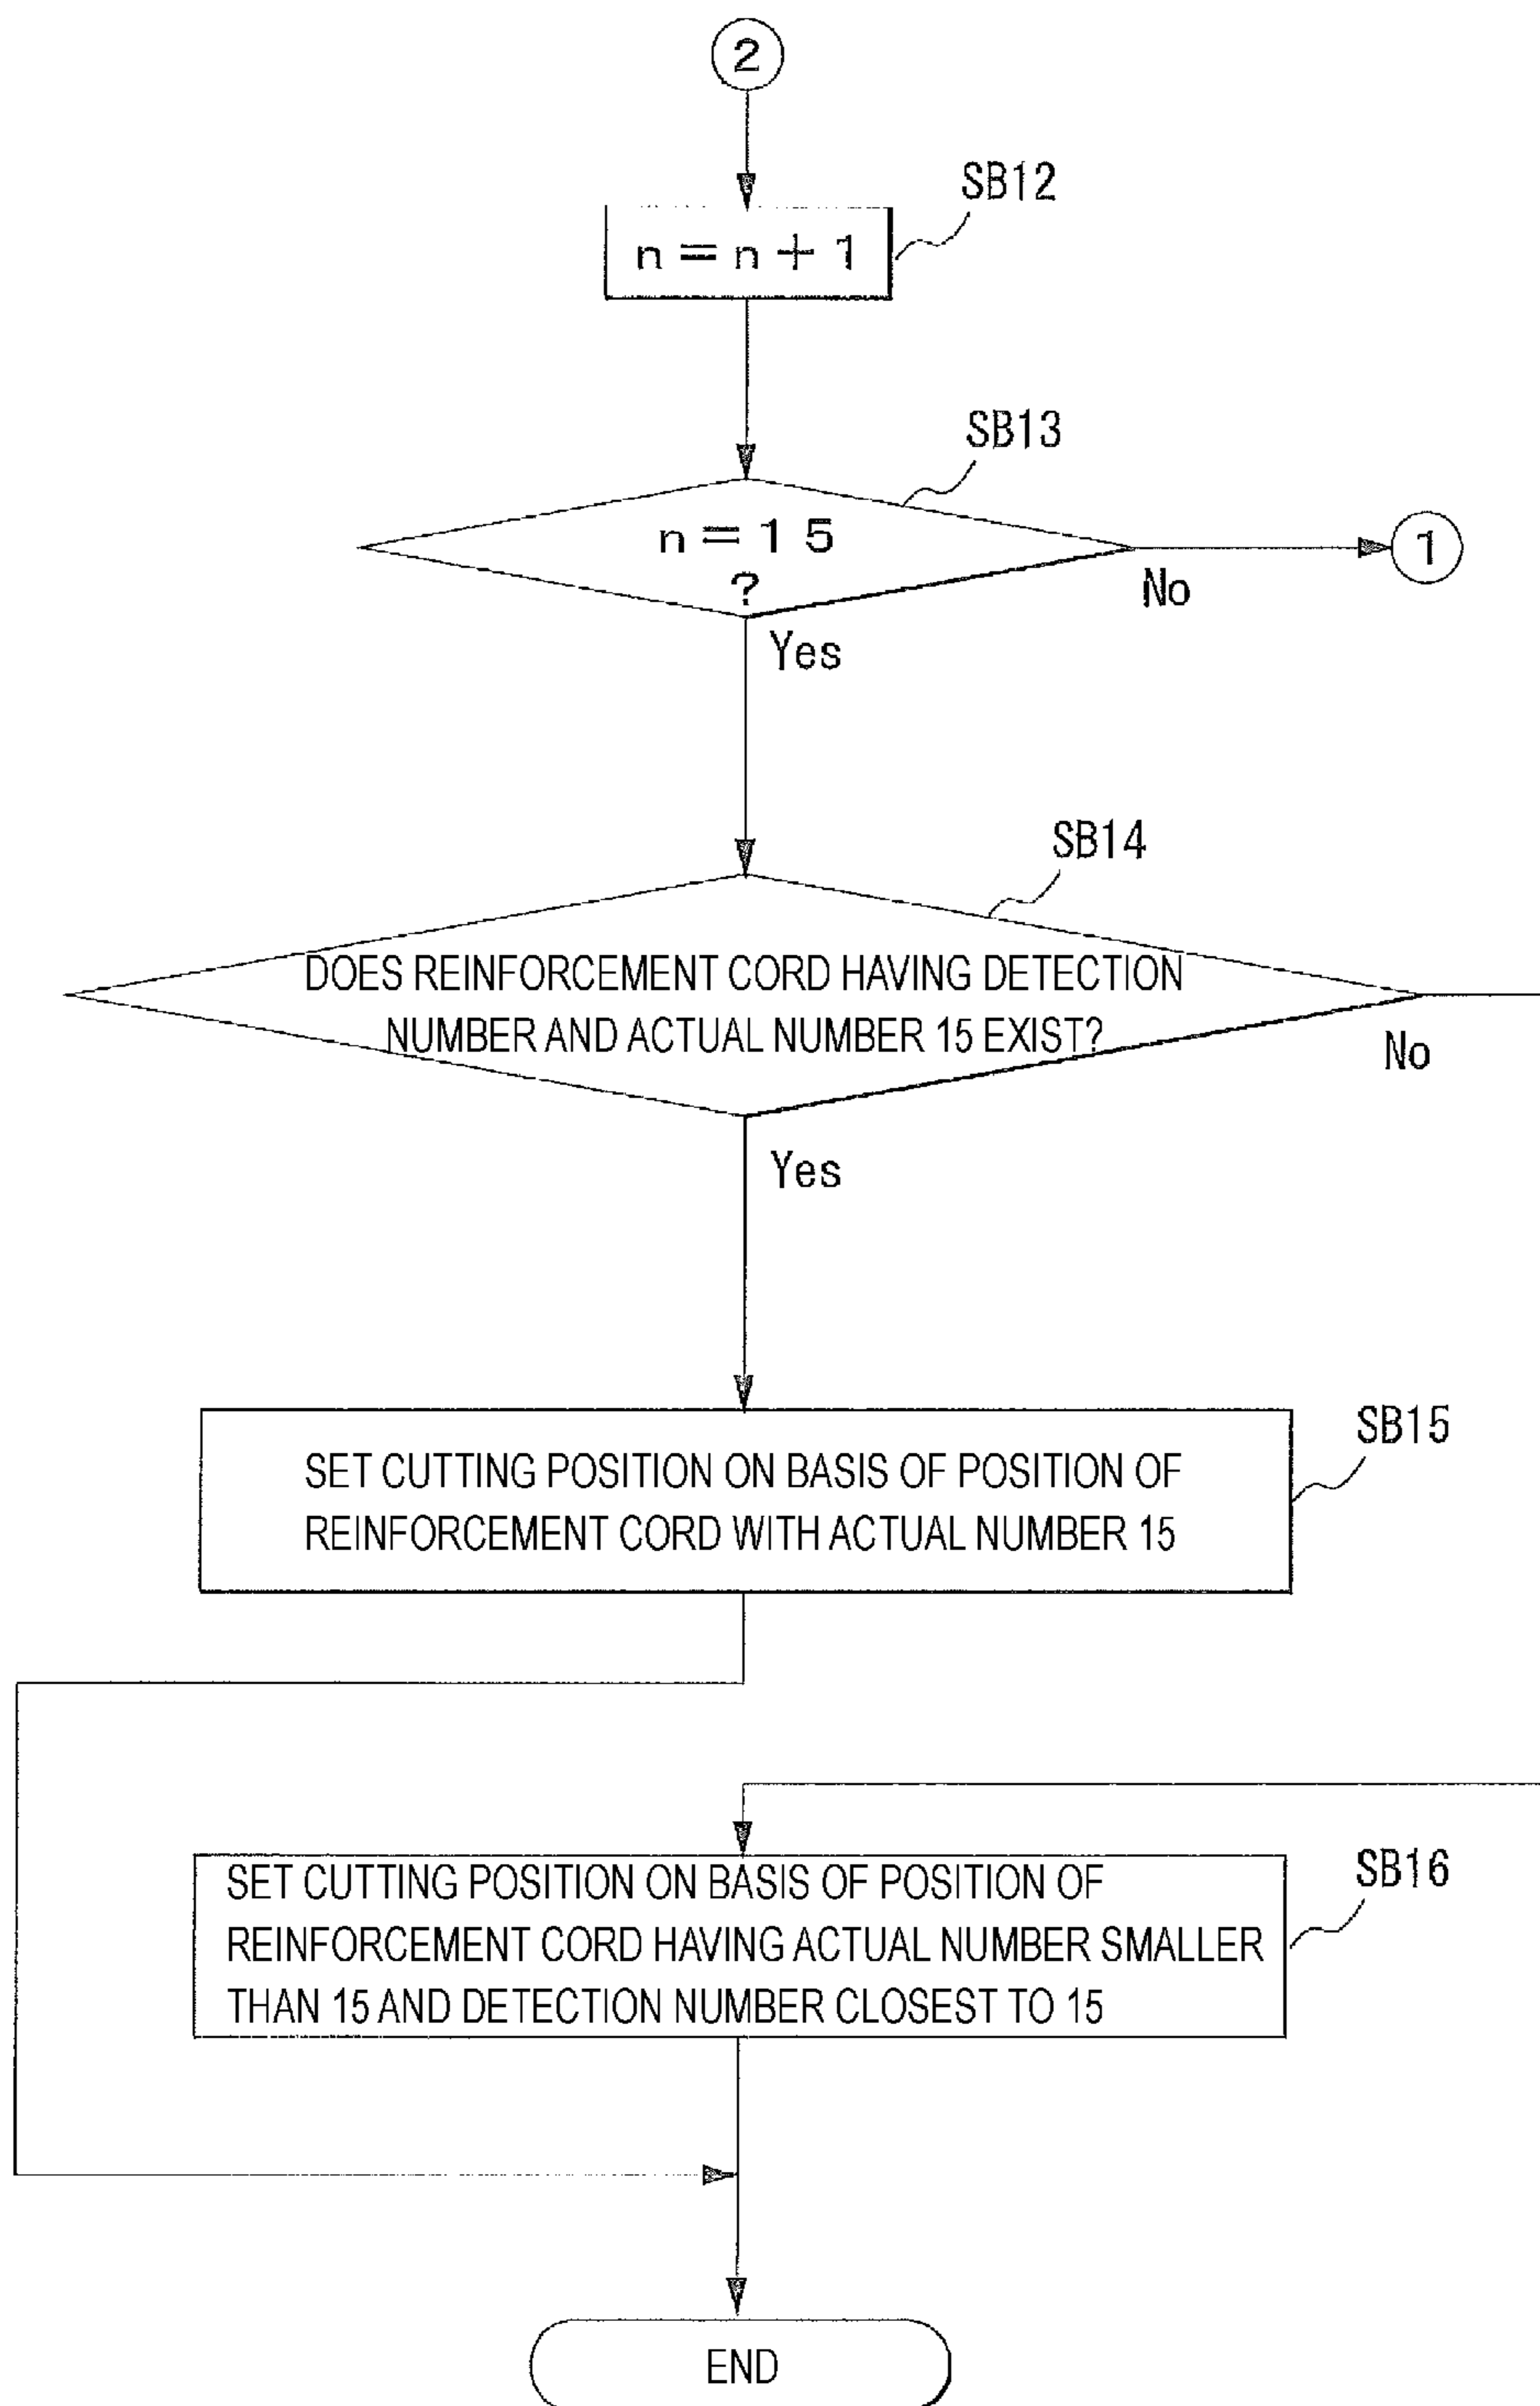 2
SB12
n = n + 1
SB13
n = 1 5
?
1
No
Yes
SB14
DOES REINFORCEMENT CORD HAVING DETECTION
NUMBER AND ACTUAL NUMBER 15 EXIST?
No
Yes
SB15
SET CUTTING POSITION ON BASIS OF POSITION OF
REINFORCEMENT CORD WITH ACTUAL NUMBER 15
SB16
SET CUTTING POSITION ON BASIS OF POSITION OF
REINFORCEMENT CORD HAVING ACTUAL NUMBER SMALLER
THAN 15 AND DETECTION NUMBER CLOSEST TO 15
END